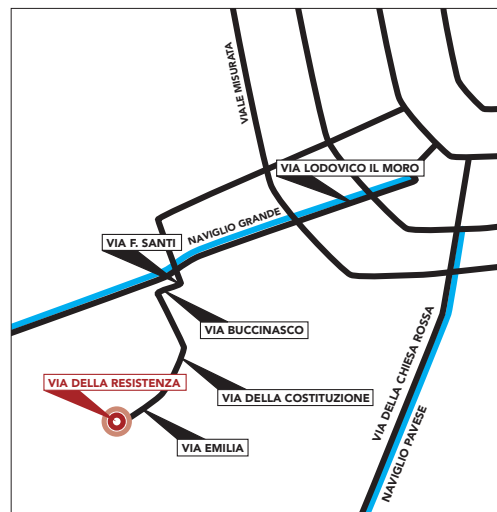 VIALE MISURATA
VIA LODOVICO IL MORO
NAVIGLIO GRANDE
VIA F. SANTI
VIA BUCCINASCO
VIA DELLA RESISTENZA
VIA DELLA COSTITUZIONE
VIA EMILIA
VIA DELLA CHIESA ROSSA
NAVIGLIO PAVESE